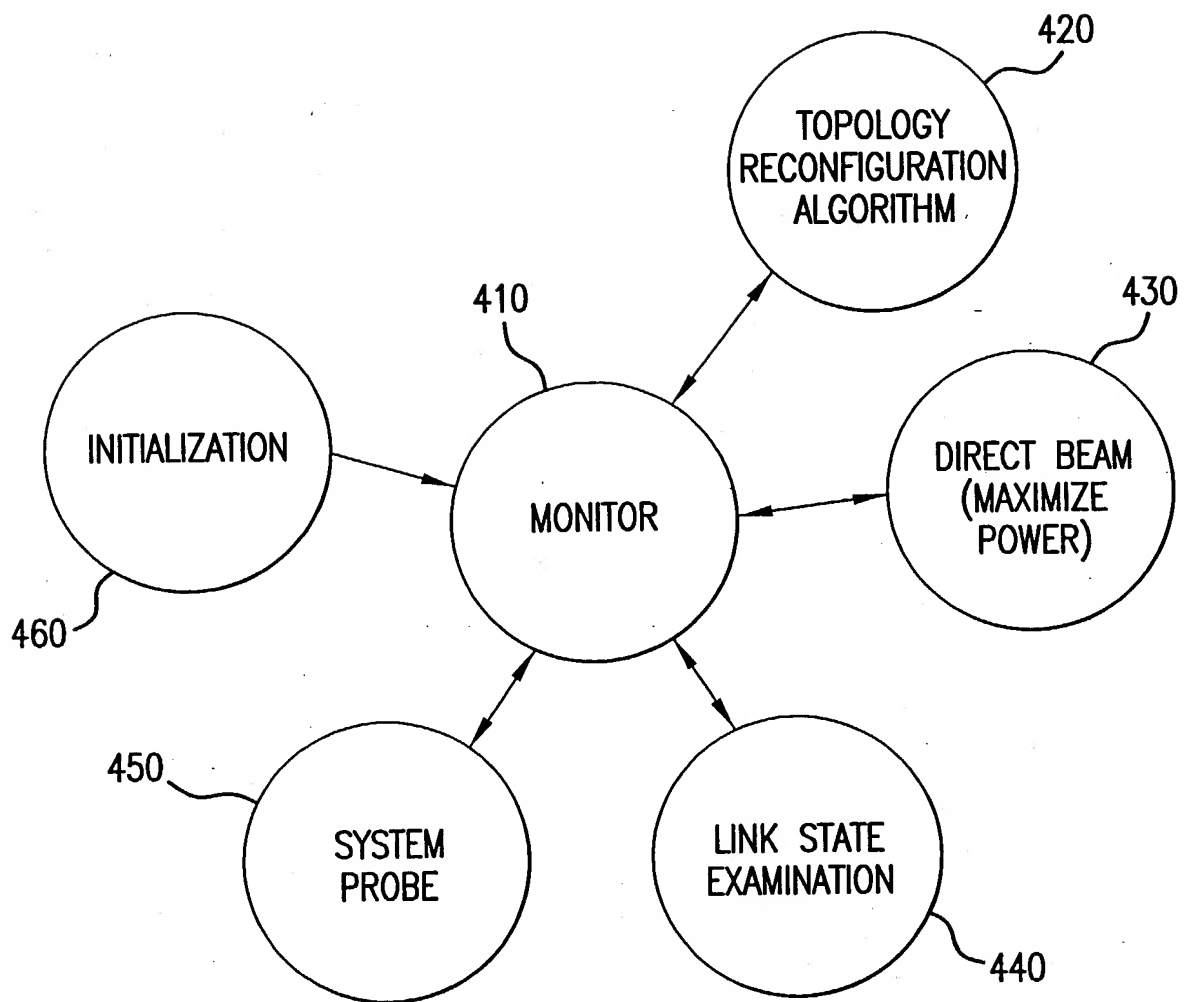 420
TOPOLOGY
RECONFIGURATION
ALGORITHM
410
430
INITIALIZATION
MONITOR
DIRECT BEAM
(MAXIMIZE
POWER)
460
450
SYSTEM
PROBE
LINK STATE
EXAMINATION
440